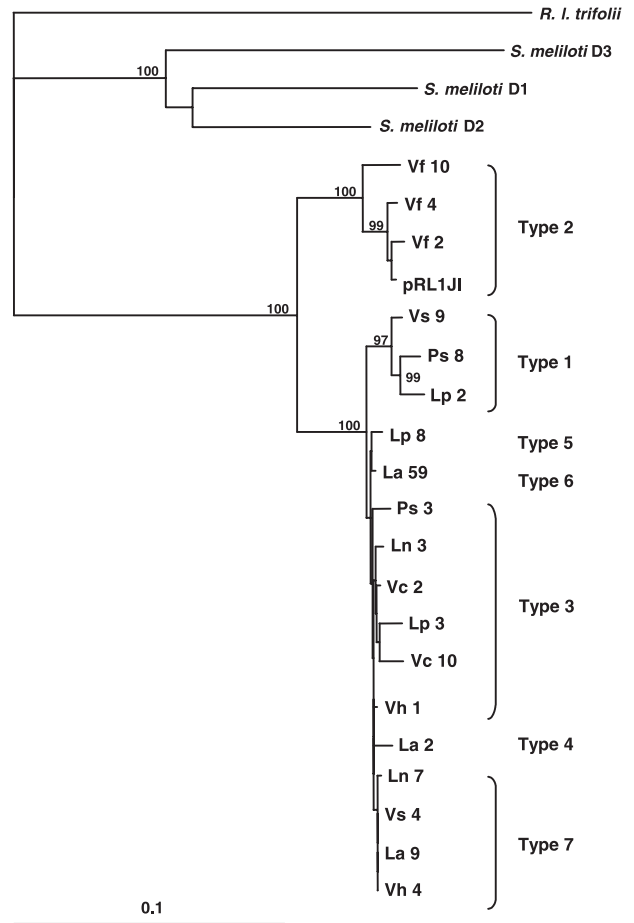 R. l. trifolii
100
S. meliloti D3
S. meliloti D1
S. meliloti D2
Vf 10
100
Vf 4
99
Type 2
Vf 2
pRL1JI
100
Vs 9
97
Ps 8
Type 1
99
Lp 2
100
Lp 8
Type 5
La 59
Type 6
Ps 3
Ln 3
Vc 2
Type 3
Lp 3
Vc 10
Vh 1
La 2
Type 4
Ln 7
Vs 4
Type 7
La 9
Vh 4
0.1